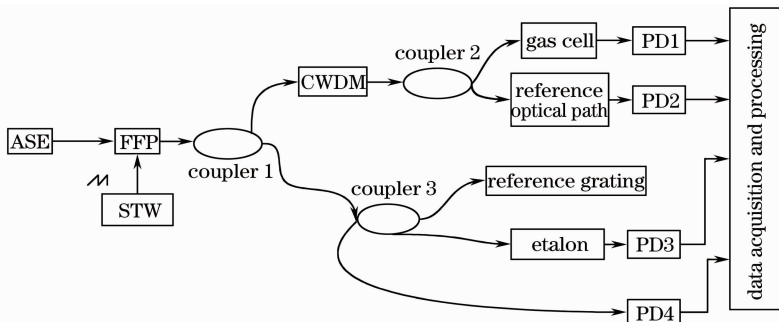 coupler 2
gas cell
PD1
CWDM
reference
optical path
PD2
ASE
FFP
coupler 1
STW
coupler 3
reference grating
etalon
PD3
PD4
data acquisition and processing